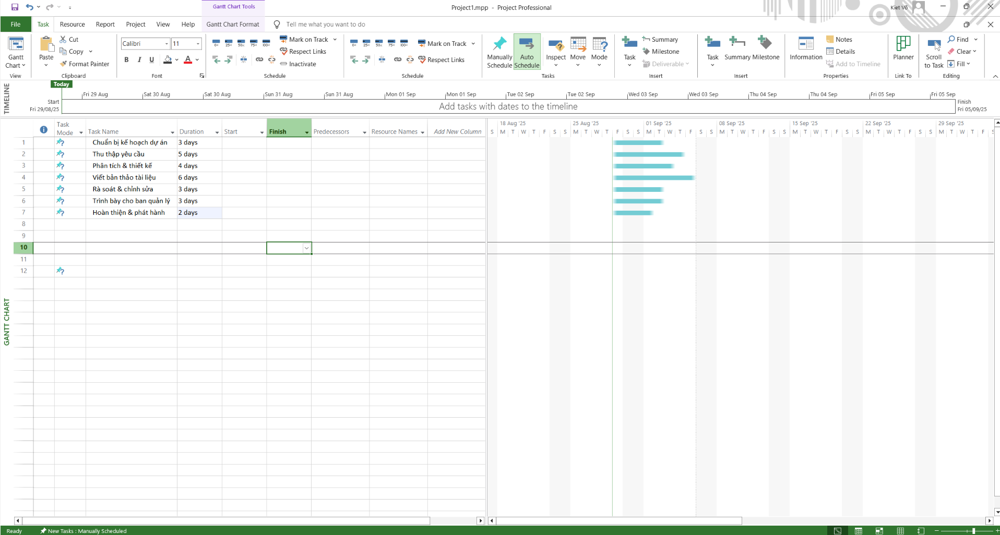 Gantt Chart Tools
Project1.mpp - Project Professional
Kiet Võ
File Task Resource Report Project View Help Gantt Chart Format Tell me what you want to do
Gantt Chart
View
Paste
Cut
Copy
Format Painter
Clipboard
Calibri 11
B I U A
Font
0% 25% 50% 75% 100%
Mark on Track
Respect Links
Inactivate
Schedule
0% 25% 50% 75% 100%
Mark on Track
Respect Links
Schedule
Manually Schedule
Auto Schedule
Inspect
Move
Mode
Tasks
Task
Summary
Milestone
Deliverable
Insert
Task
Summary
Milestone
Insert
Information
Notes
Details
Add to Timeline
Properties
Planner
Link To
Scroll to Task
Find
Clear
Fill
Editing
TIMELINE
Today
Fri 29 Aug Sat 30 Aug Sat 30 Aug Sun 31 Aug Sun 31 Aug Mon 01 Sep Mon 01 Sep Tue 02 Sep Tue 02 Sep Wed 03 Sep Wed 03 Sep Thu 04 Sep Thu 04 Sep Fri 05 Sep Fri 05 Sep
Start
Fri 29/08/25
Add tasks with dates to the timeline
Finish
Fri 05/09/25
GANTT CHART
Task Mode Task Name Duration Start Finish Predecessors Resource Names Add New Column
18 Aug '25 25 Aug '25 01 Sep '25 08 Sep '25 15 Sep '25 22 Sep '25 29 Sep '25
S M T W T F S S M T W T F S S M T W T F S S M T W T F S S M T W T F S S M T W T F S S M T W T F S
1 Chuẩn bị kế hoạch dự án 3 days
2 Thu thập yêu cầu 5 days
3 Phân tích & thiết kế 4 days
4 Viết bản thảo tài liệu 6 days
5 Rà soát & chỉnh sửa 3 days
6 Trình bày cho ban quản lý 3 days
7 Hoàn thiện & phát hành 2 days
8
9
10
11
12
Ready New Tasks : Manually Scheduled